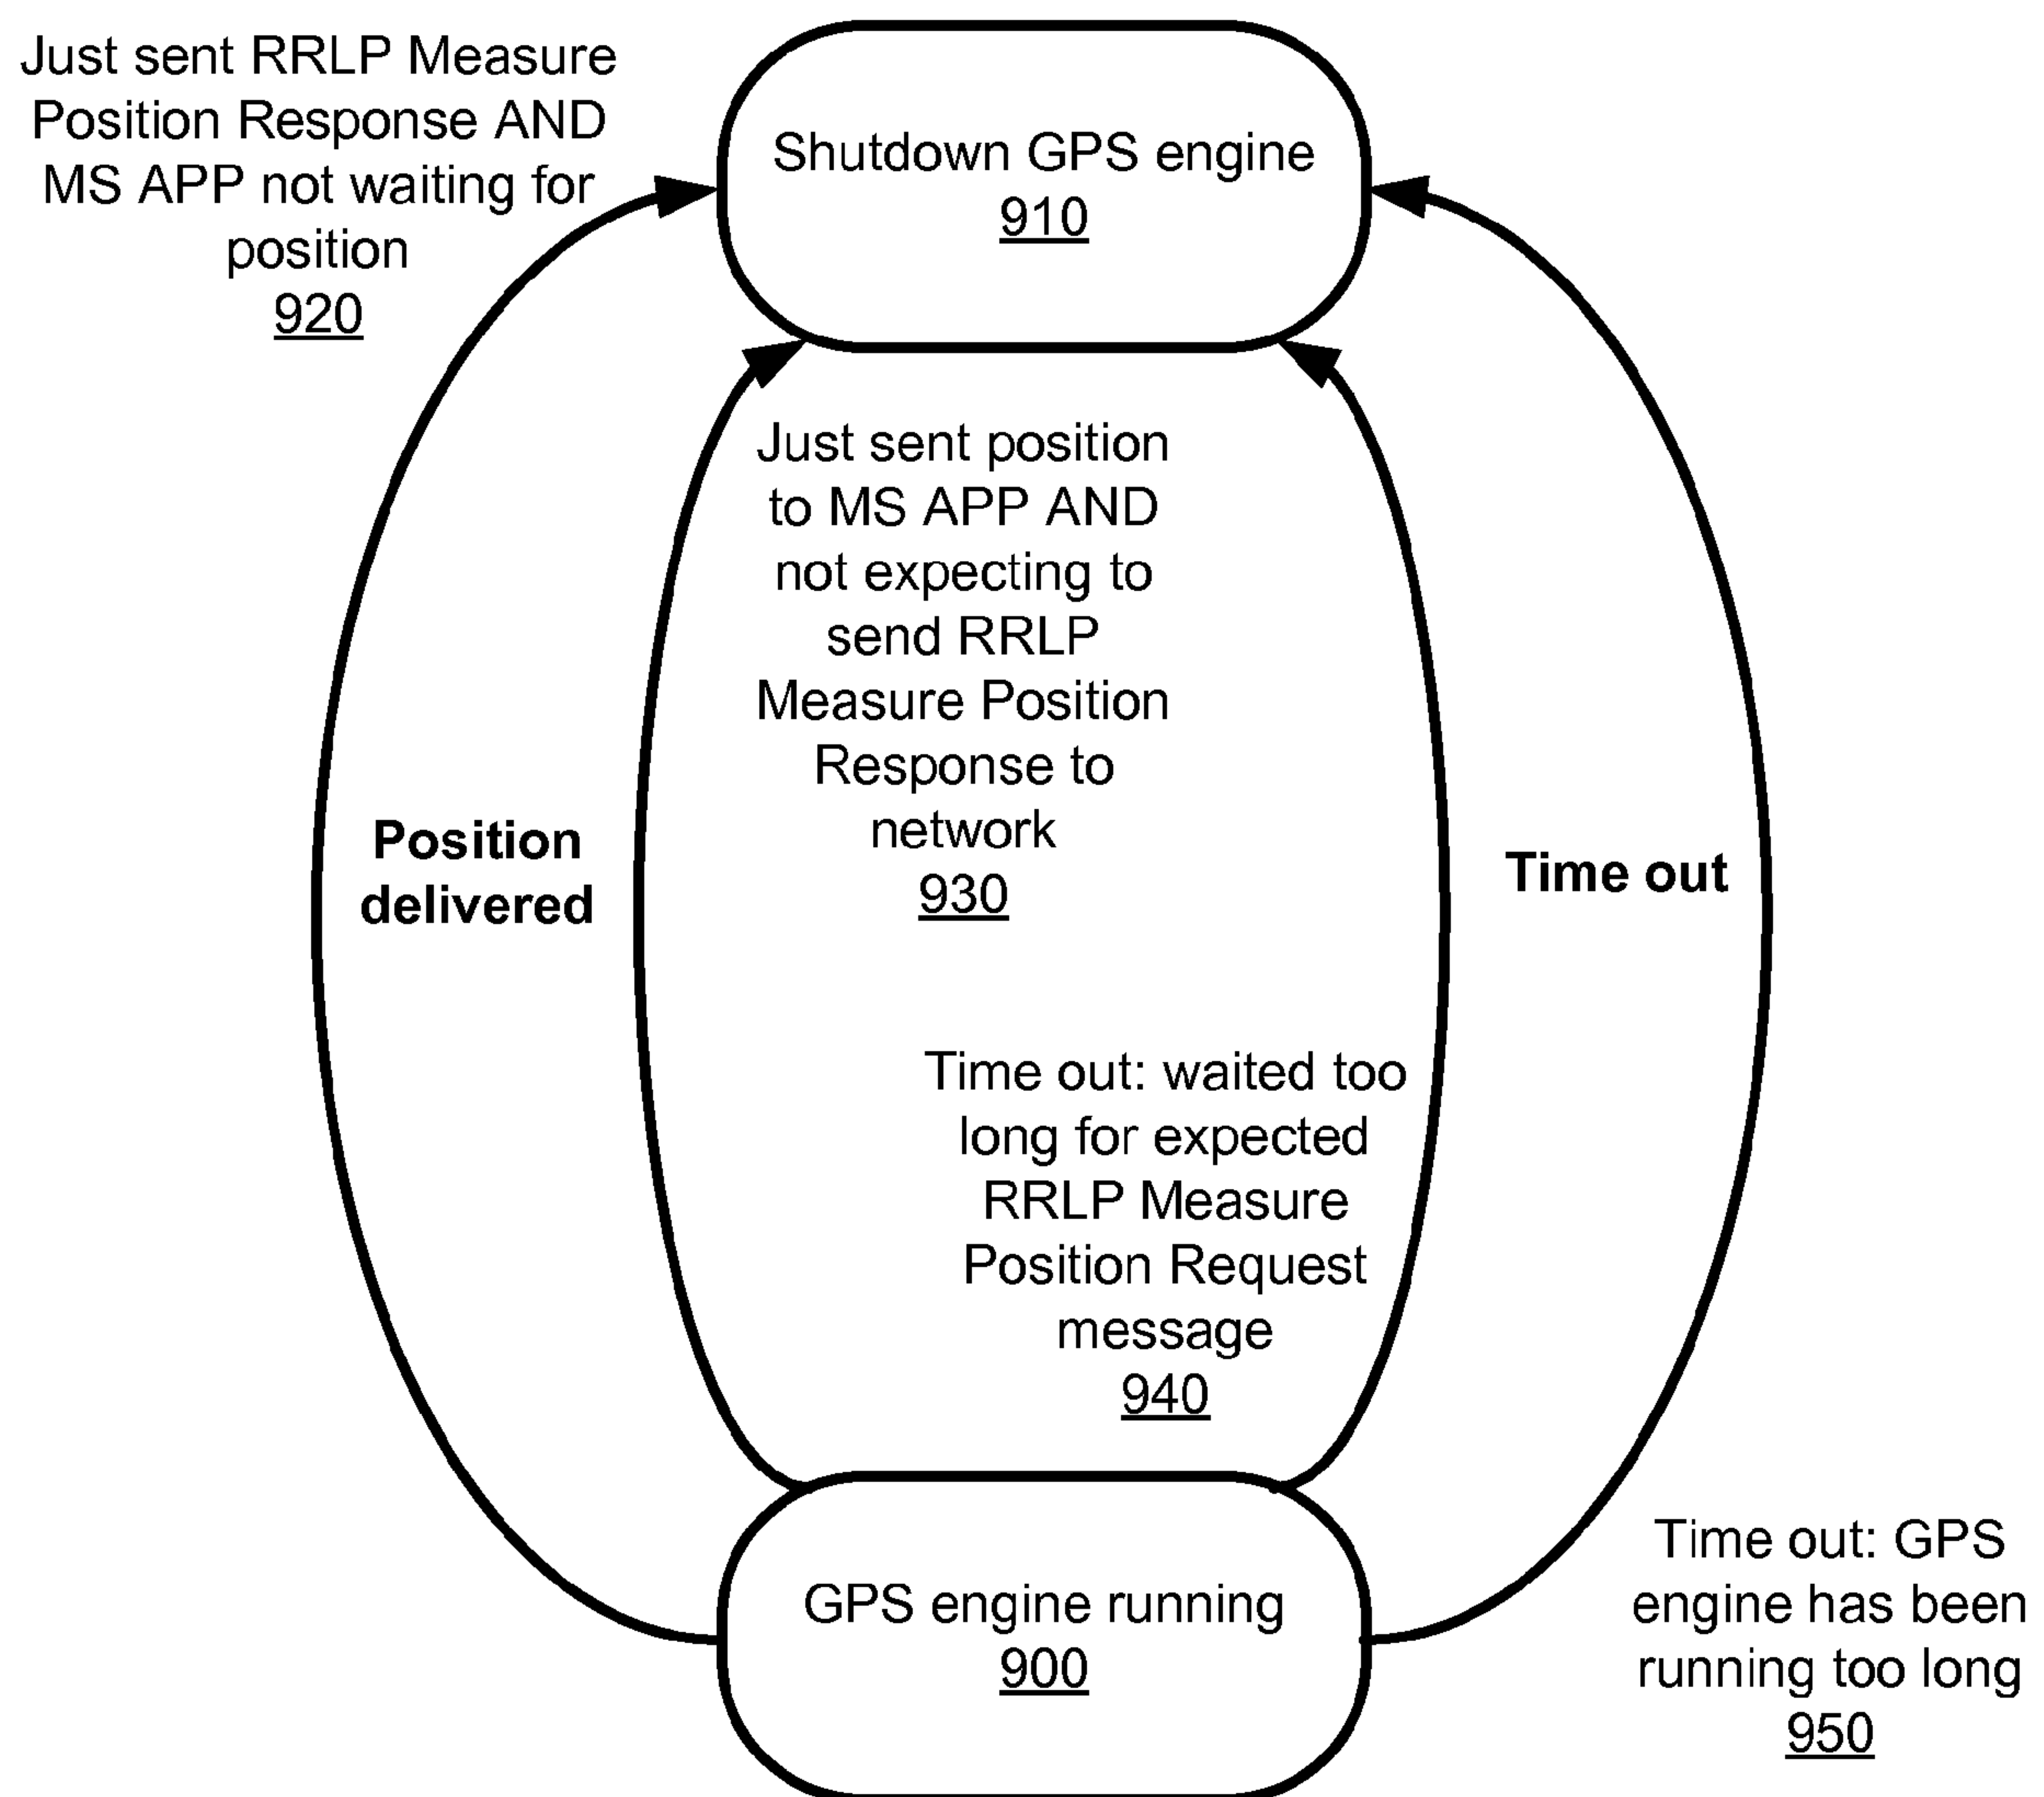 Just sent RRLP Measure
Position Response AND
MS APP not waiting for
position
920
Shutdown GPS engine
910
Just sent position
to MS APP AND
not expecting to
send RRLP
Measure Position
Response to
network
930
Position
delivered
Time out
Time out: waited too
long for expected
RRLP Measure
Position Request
message
940
GPS engine running
900
Time out: GPS
engine has been
running too long
950